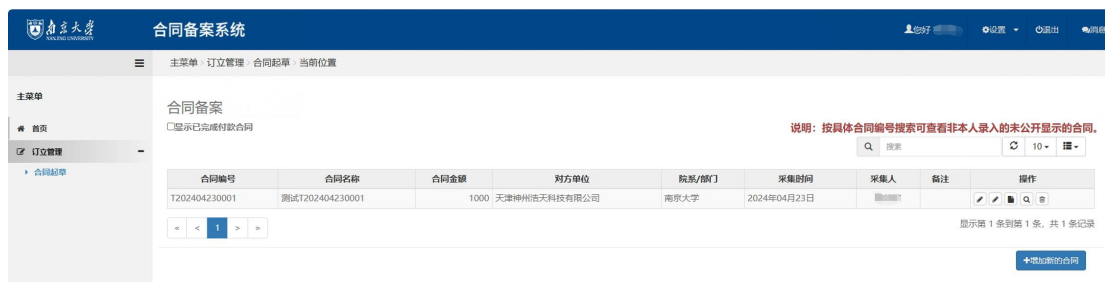 南京大学
NANJING UNIVERSITY
合同备案系统
您好
设置
退出
消息
主菜单 订立管理 合同起草 当前位置
主菜单
首页
订立管理
合同起草
合同备案
显示已完成付款合同
说明：按具体合同编号搜索可查看非本人录入的未公开显示的合同。
搜索
10
合同编号 合同名称 合同金额 对方单位 院系/部门 采集时间 采集人 备注 操作
T202404230001 测试T202404230001 1000 天津神州浩天科技有限公司 南京大学 2024年04月23日
« < 1 > »
显示第 1 条到第 1 条，共 1 条记录
+增加新的合同